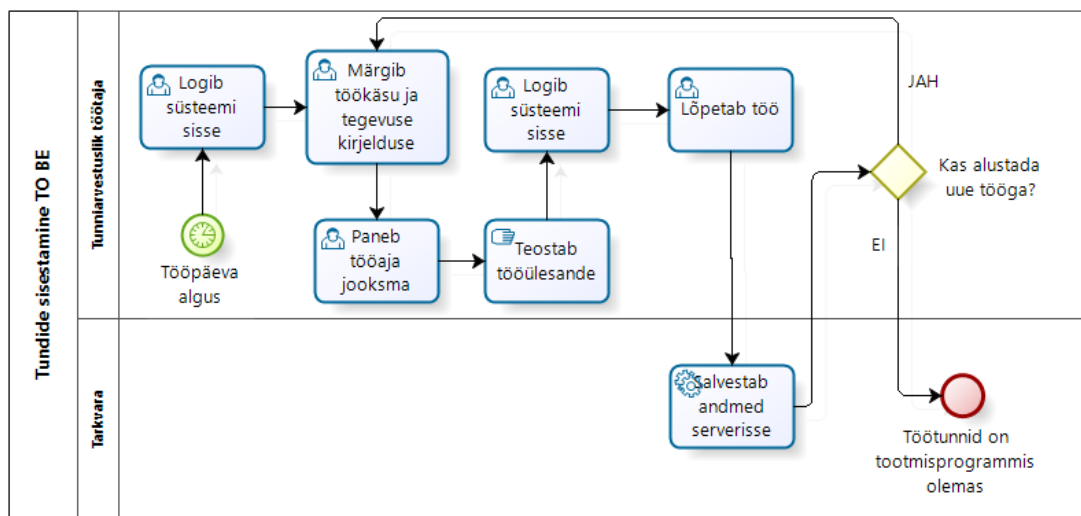 Tundide sisestamine TO BE
Tunniarvestuslik töötaja
Logib
süsteemi
sisse
Märgib
töökäsu ja
tegevuse
kirjelduse
Logib
süsteemi
sisse
Lõpetab töö
JAH
Kas alustada
uue tööga?
EI
Tööpäeva
algus
Paneb
tööaja
jooksma
Teostab
tööülesande
Tarkvara
Salvestab
andmed
serverisse
Töötunnid on
tootmisprogrammis
olemas